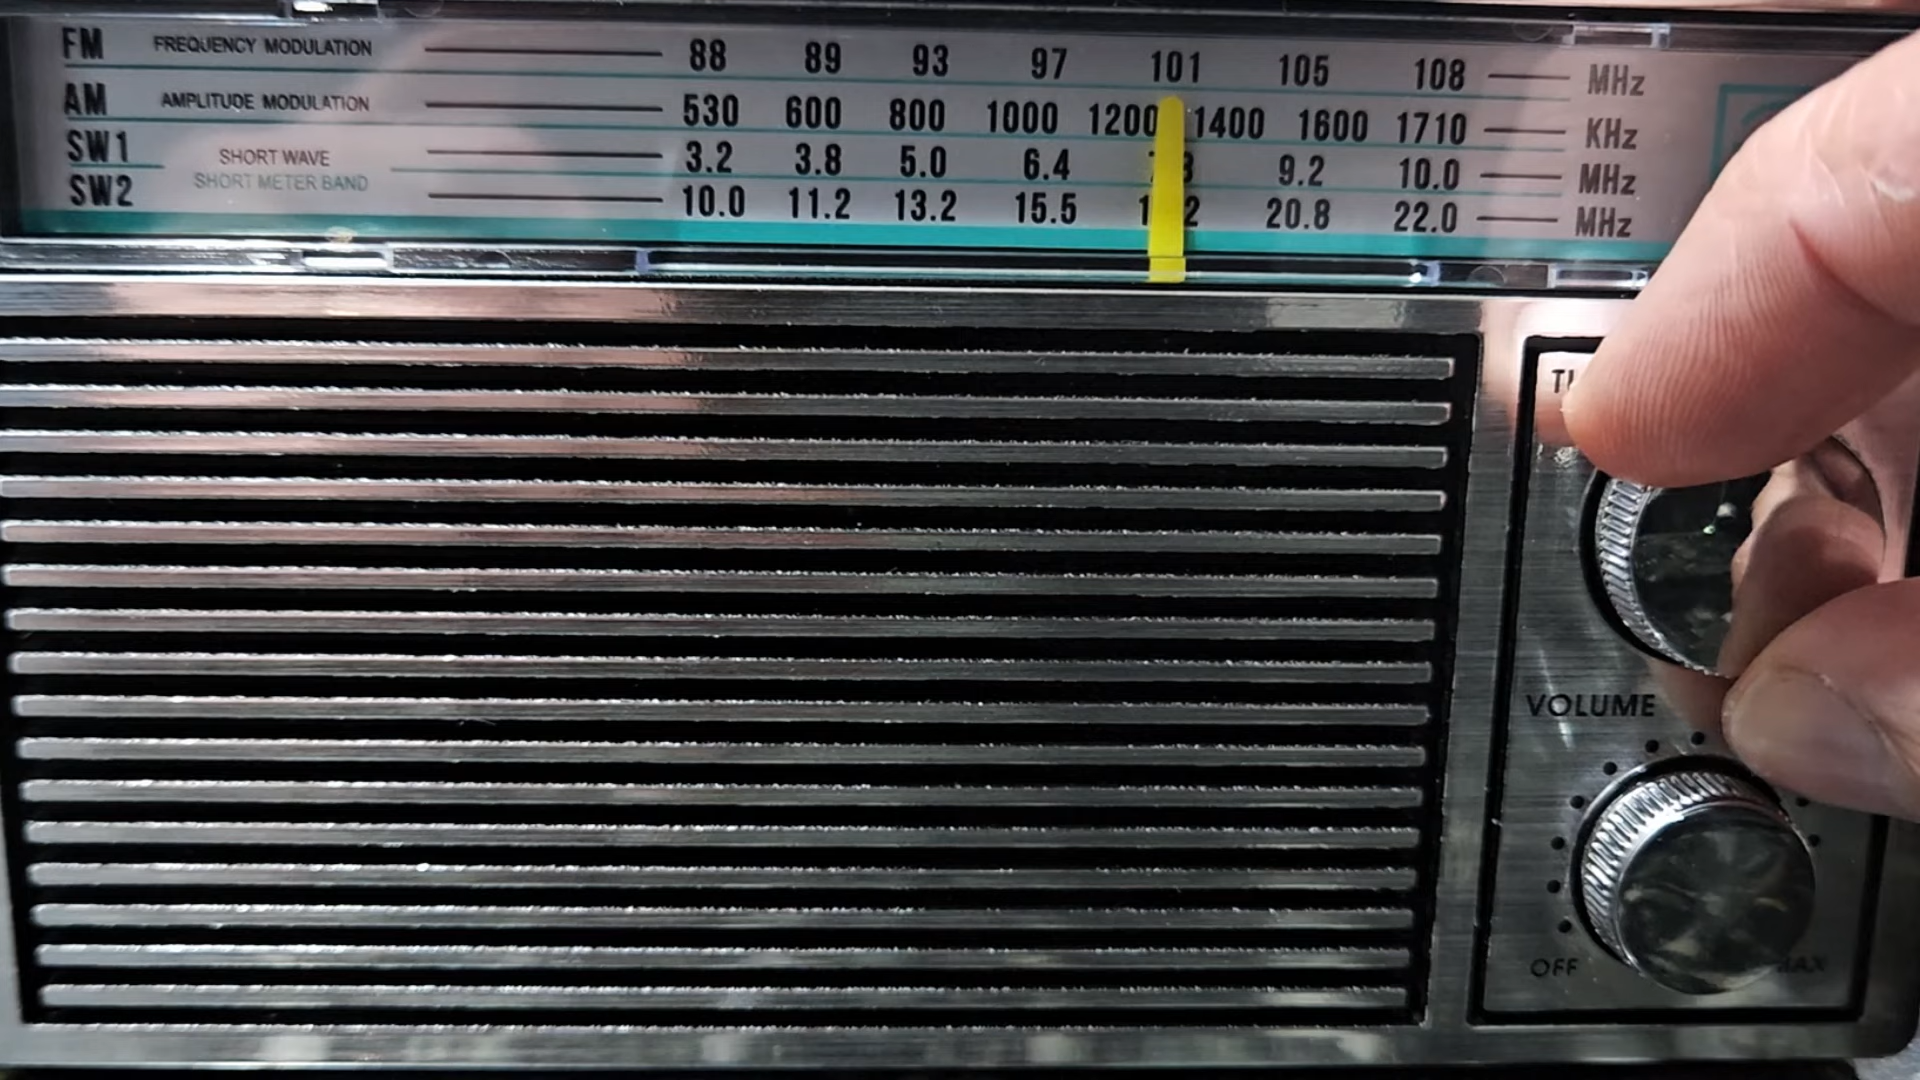 FM FREQUENCY MODULATION 88 89 93 97 101 105 108 MHz
AM AMPLITUDE MODULATION 530 600 800 1000 1200 1400 1600 1710 KHz
SW1 SHORT WAVE 3.2 3.8 5.0 6.4 9.2 10.0 MHz
SW2 SHORT METER BAND 10.0 11.2 13.2 15.5 20.8 22.0 MHz
VOLUME
OFF MAX